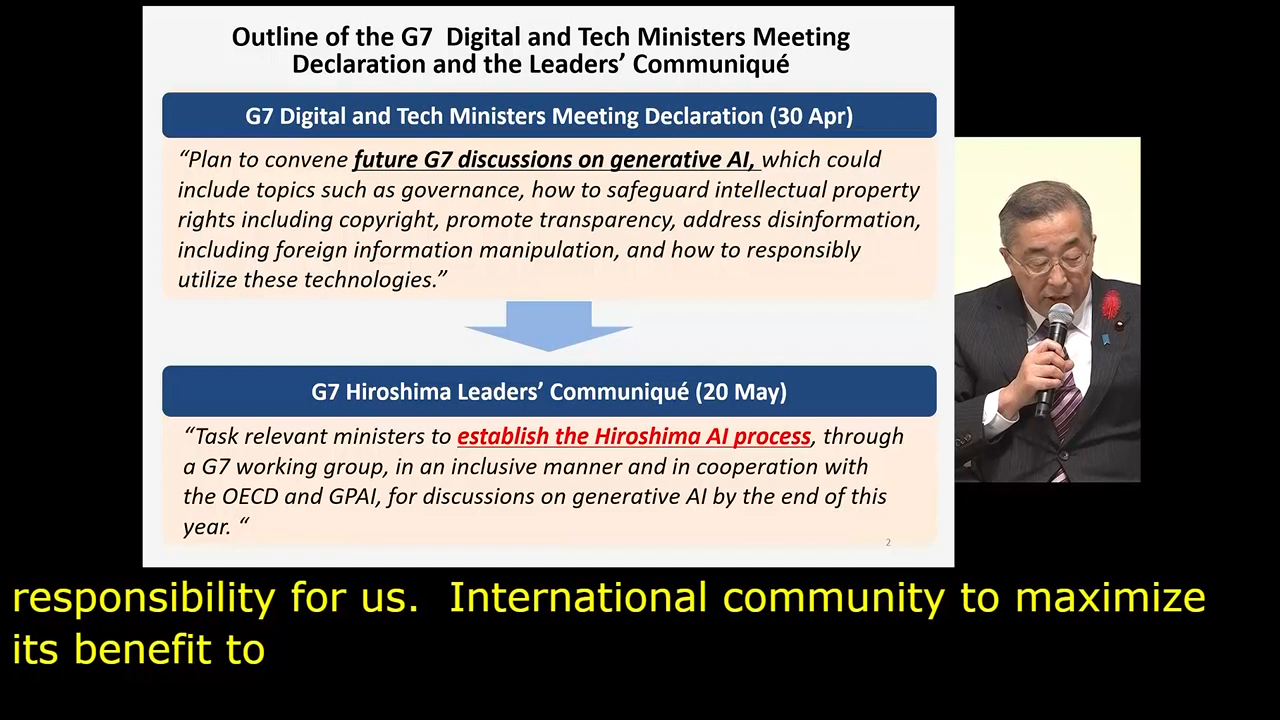 Outline of the G7 Digital and Tech Ministers Meeting
Declaration and the Leaders’ Communiqué
G7 Digital and Tech Ministers Meeting Declaration (30 Apr)
“Plan to convene future G7 discussions on generative AI, which could
include topics such as governance, how to safeguard intellectual property
rights including copyright, promote transparency, address disinformation,
including foreign information manipulation, and how to responsibly
utilize these technologies.”
G7 Hiroshima Leaders’ Communiqué (20 May)
“Task relevant ministers to establish the Hiroshima AI process, through
a G7 working group, in an inclusive manner and in cooperation with
the OECD and GPAI, for discussions on generative AI by the end of this
year. “
2
responsibility for us. International community to maximize
its benefit to